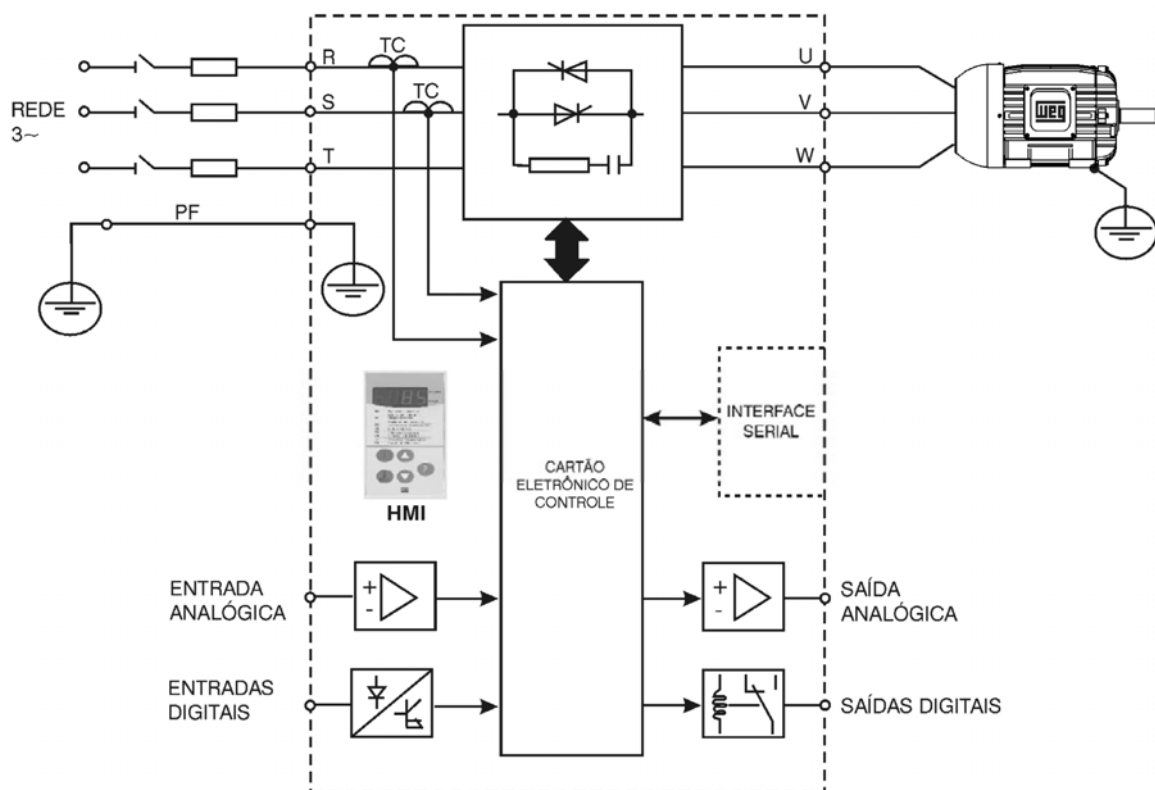 R
TC
U
S
TC
V
REDE
3~
T
W
PF
weg
INTERFACE
SERIAL
CARTÃO
ELETRÔNICO DE
CONTROLE
HMI
ENTRADA
ANALÓGICA
+
-
+
-
SAÍDA
ANALÓGICA
ENTRADAS
DIGITAIS
SAÍDAS DIGITAIS